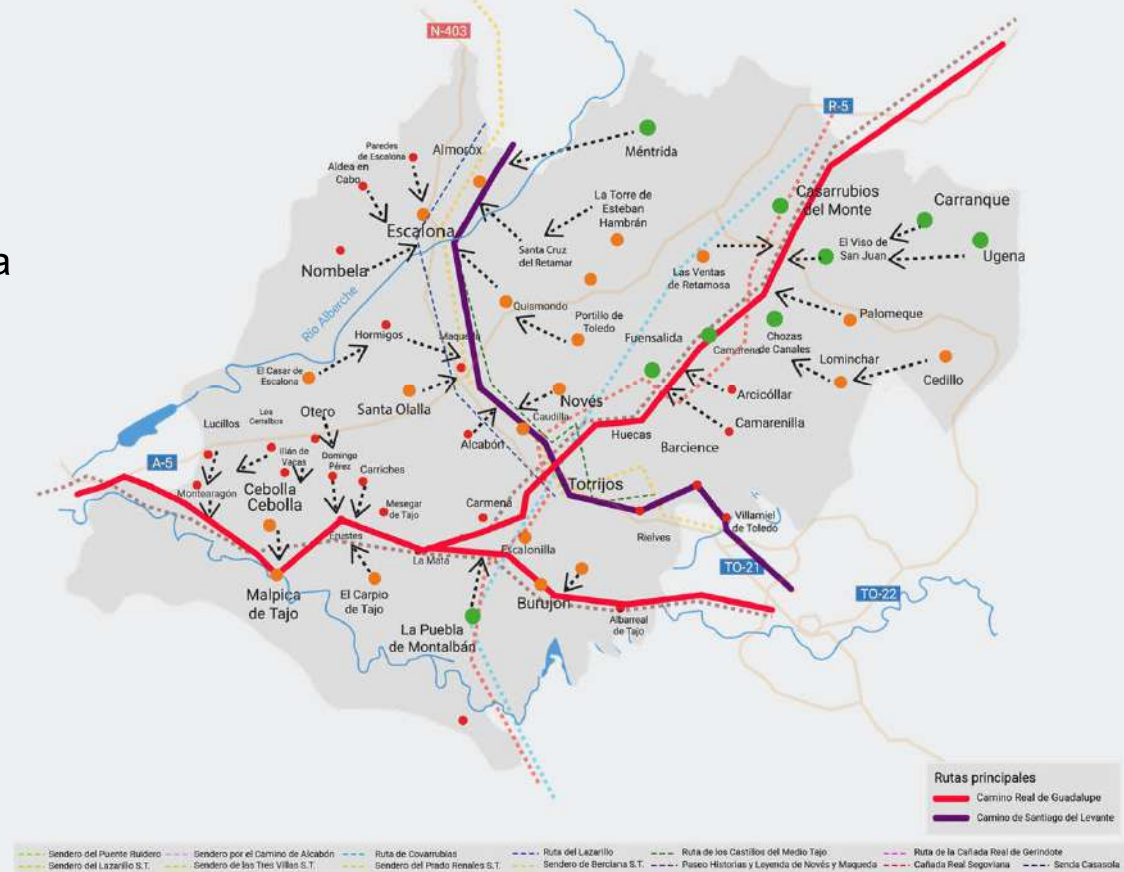 N-403
R-5
Paredes
de Escalona
Almorox
Méntrida
Aldea en
Cabo
La Torre de
Esteban
Hambrán
Casarrubios
del Monte
Carranque
Escalona
Santa Cruz
del Retamar
El Viso de
San Juan
Ugena
a
Nombela
Las Ventas
de Retamosa
Río Alberche
Quismondo
Portillo de
Toledo
Palomeque
Hormigos
Maqueda
Fuensalida
Camarena
Chozas
de Canales
Lominchar
Cedillo
El Casar de
Escalona
Santa Olalla
Novés
Caudilla
Arcicóllar
Camarenilla
Lucillos
Los
Cerralbos
Otero
Alcabón
Huecas
Barcience
A-5
Illán de
Vacas
Domingo
Pérez
Carriches
Montearagón
Cebolla
Cebolla
Mesegar
de Tajo
Carmena
Torrijos
Villamiel
de Toledo
Rielves
La Mata
Escalonilla
TO-21
TO-22
Malpica
de Tajo
El Carpio
de Tajo
Burujón
Albarreal
de Tajo
La Puebla
de Montalbán
Rutas principales
Camino Real de Guadalupe
Camino de Santiago del Levante
Sendero del Puente Ruidero
Sendero por el Camino de Alcabón
Ruta de Covarrubias
Ruta del Lazarillo
Ruta de los Castillos del Medio Tajo
Ruta de la Cañada Real de Gerindote
Sendero del Lazarillo S.T.
Sendero de las Tres Villas S.T.
Sendero del Prado Renales S.T.
Sendero de Berciana S.T.
Paseo Historias y Leyenda de Novés y Maqueda
Cañada Real Segoviana
Casasola